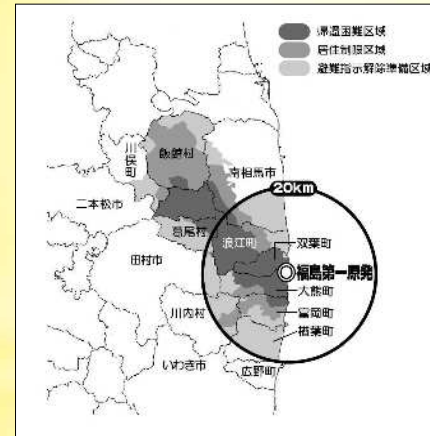 帰還困難区域
居住制限区域
避難指示解除準備区域
川俣町
飯舘村
南相馬市
20km
二本松市
浪江町
双葉町
葛尾村
福島第一原発
田村市
大熊町
川内村
富岡町
楢葉町
いわき市
広野町